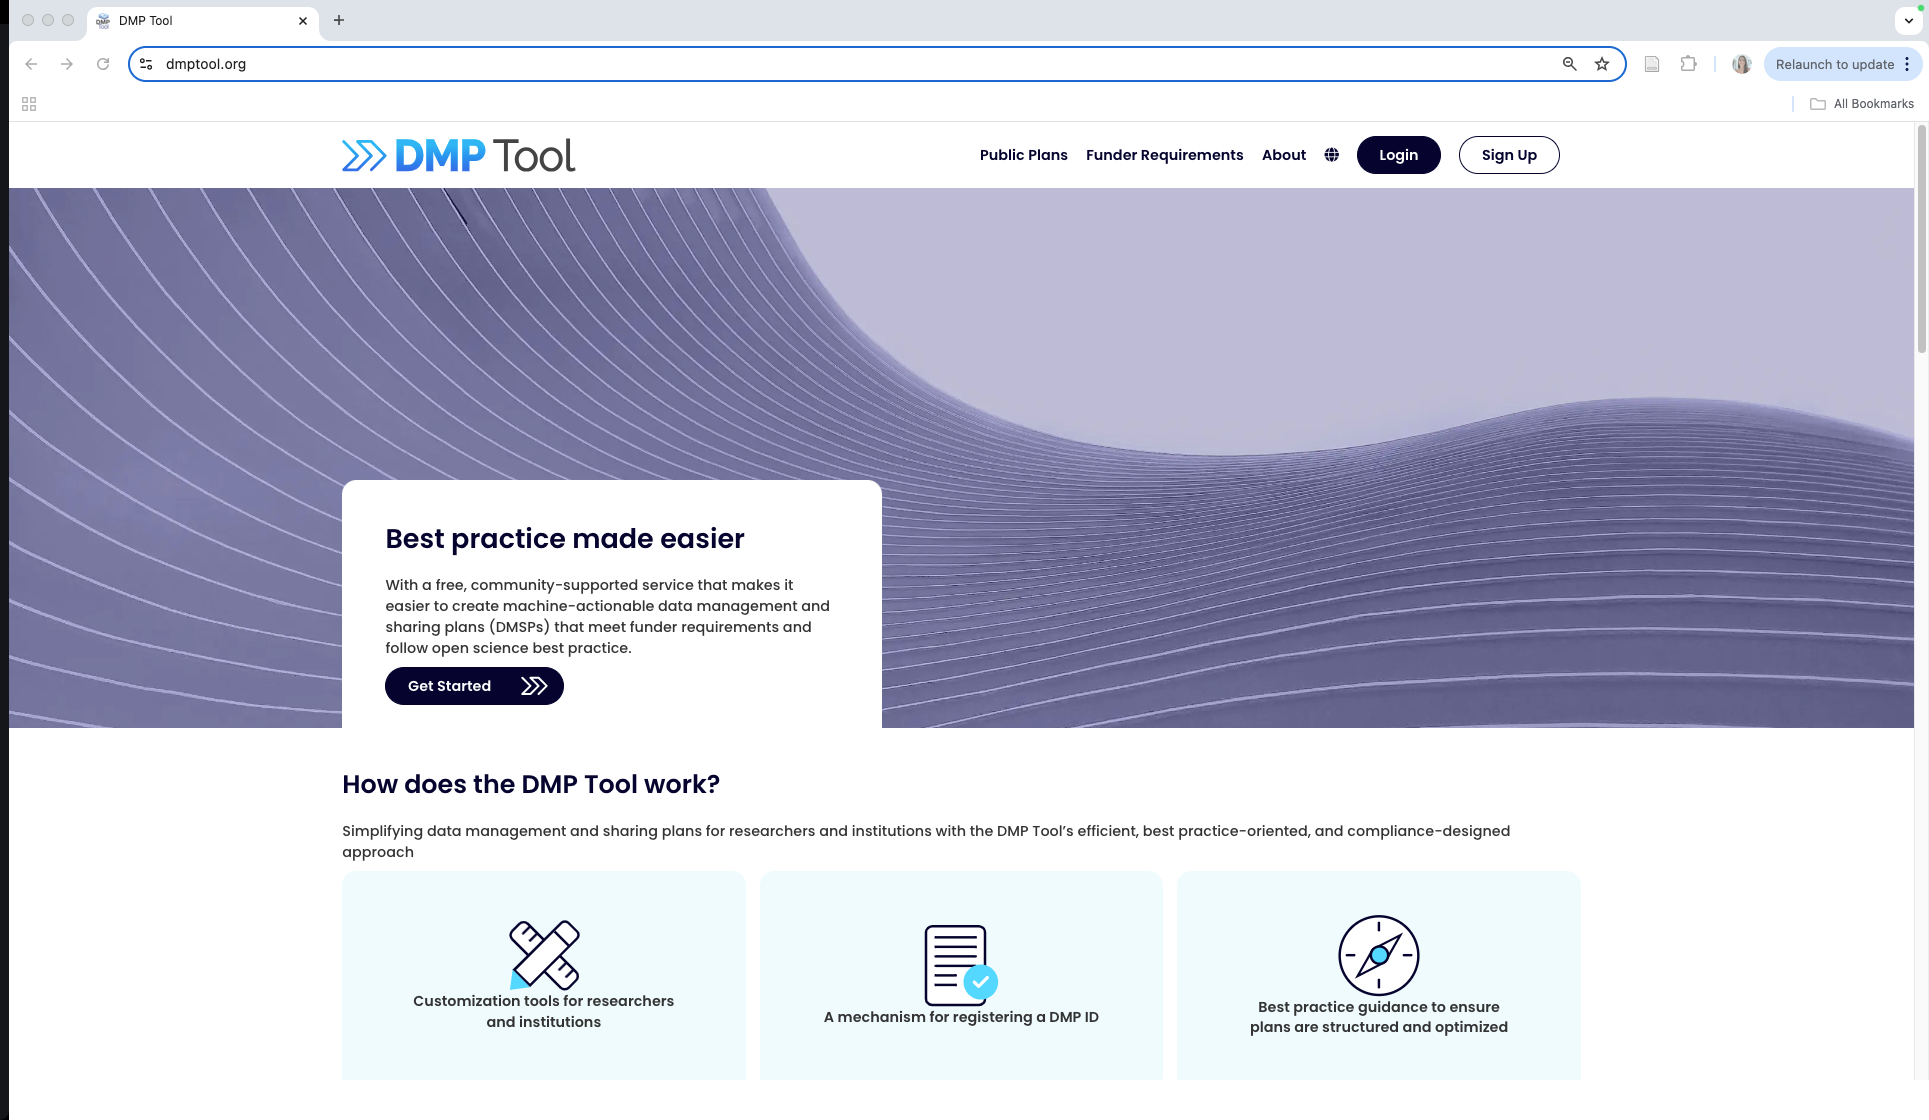 DMP Tool
dmptool.org
Relaunch to update
All Bookmarks
DMP Tool
Public Plans
Funder Requirements
About
Login
Sign Up
Best practice made easier
With a free, community-supported service that makes it
easier to create machine-actionable data management and
sharing plans (DMSPs) that meet funder requirements and
follow open science best practice.
Get Started
How does the DMP Tool work?
Simplifying data management and sharing plans for researchers and institutions with the DMP Tool’s efficient, best practice-oriented, and compliance-designed
approach
Customization tools for researchers
and institutions
A mechanism for registering a DMP ID
Best practice guidance to ensure
plans are structured and optimized